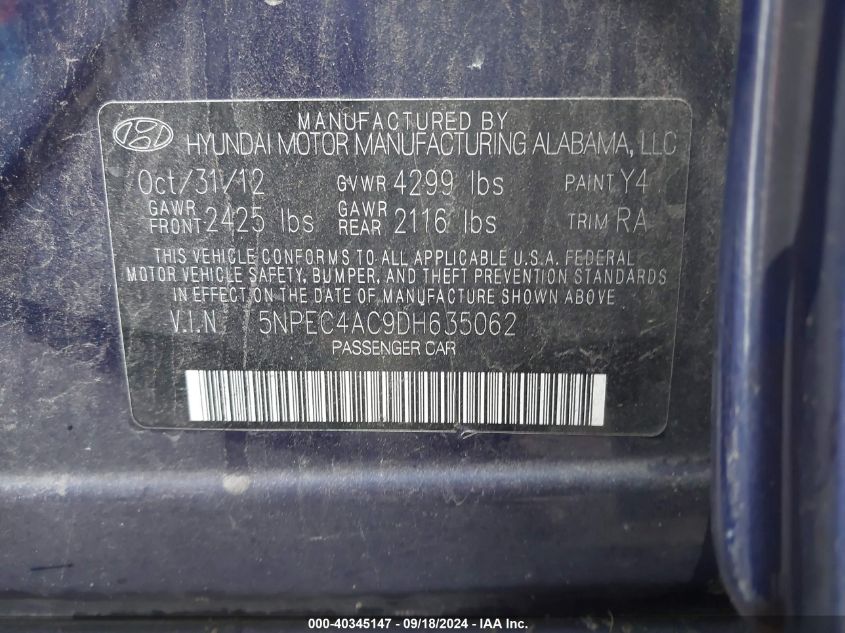 MANUFACTURED BY
HYUNDAI MOTOR MANUFACTURING ALABAMA, LLC
Oct/31/12 GVWR 4299 lbs PAINT Y4
GAWR FRONT 2425 lbs GAWR REAR 2116 lbs TRIM RA
THIS VEHICLE CONFORMS TO ALL APPLICABLE U.S.A. FEDERAL
MOTOR VEHICLE SAFETY, BUMPER, AND THEFT PREVENTION STANDARDS
IN EFFECT ON THE DATE OF MANUFACTURE SHOWN ABOVE.
V.I.N. 5NPEC4AC9DH635062
PASSENGER CAR
000-40345147 - 09/18/2024 - IAA Inc.